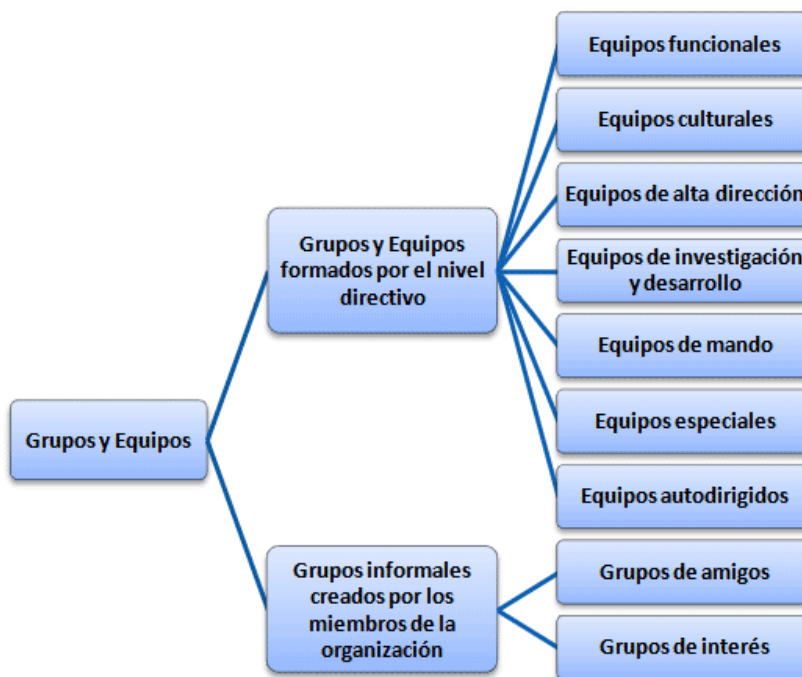 Grupos y Equipos
Grupos y Equipos
formados por el nivel
directivo
Equipos funcionales
Equipos culturales
Equipos de alta dirección
Equipos de investigación
y desarrollo
Equipos de mando
Equipos especiales
Equipos autodirigidos
Grupos informales
creados por los
miembros de la
organización
Grupos de amigos
Grupos de interés